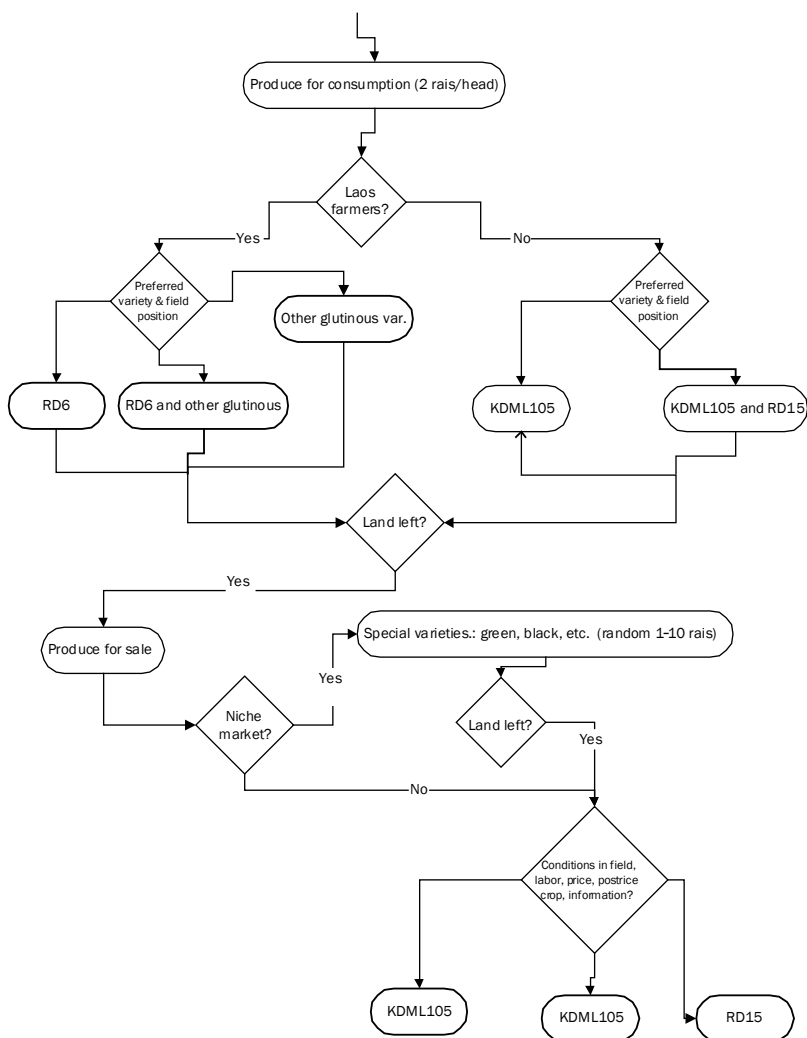 Produce for consumption (2 rais/head)
Laos
farmers?
Yes
No
Preferred
variety & field
position
Other glutinous var.
Preferred
variety & field
position
RD6
RD6 and other glutinous
KDML105
KDML105 and RD15
Land left?
Yes
Produce for sale
Special varieties.: green, black, etc. (random 1–10 rais)
Yes
Niche
market?
Land left?
Yes
No
Conditions in field,
labor, price, postrice
crop, information?
KDML105
KDML105
RD15